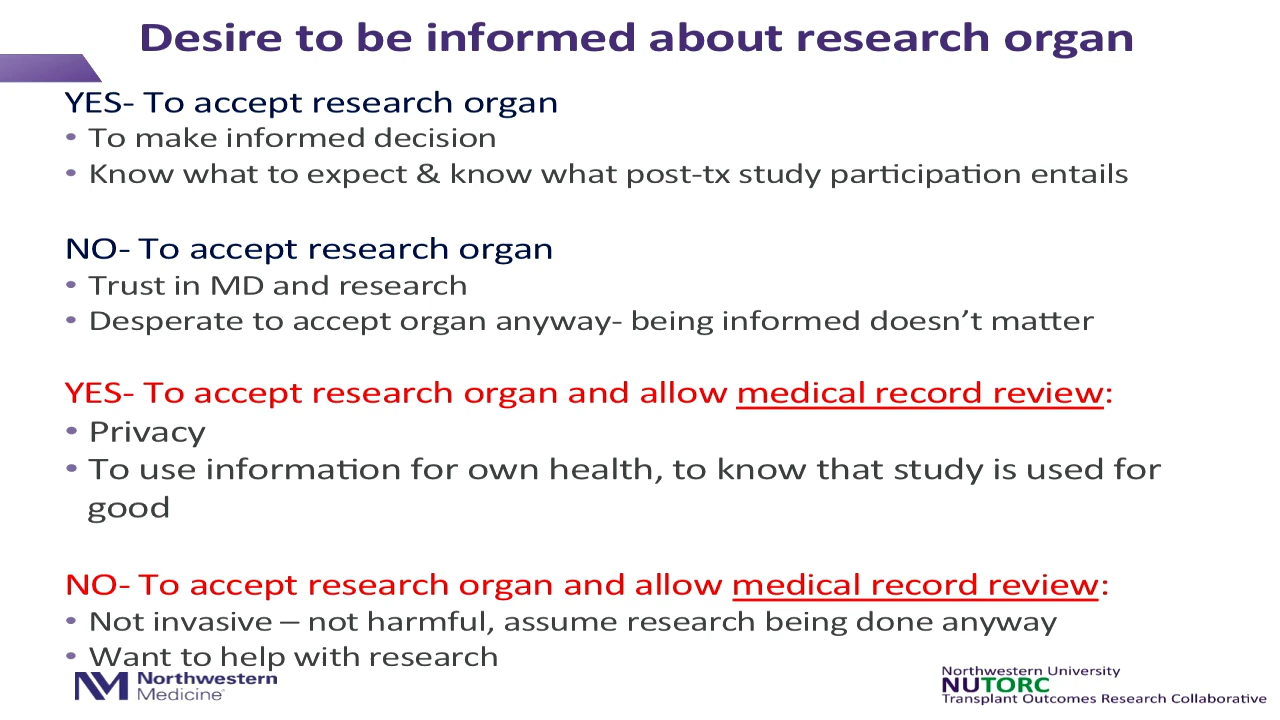 Desire to be informed about research organ
YES- To accept research organ
• To make informed decision
• Know what to expect & know what post-tx study participation entails
NO- To accept research organ
• Trust in MD and research
• Desperate to accept organ anyway- being informed doesn’t matter
YES- To accept research organ and allow medical record review:
• Privacy
• To use information for own health, to know that study is used for
good
NO- To accept research organ and allow medical record review:
• Not invasive – not harmful, assume research being done anyway
• Want to help with research
NM Northwestern
Medicine®
Northwestern University
NUTORC
Transplant Outcomes Research Collaborative